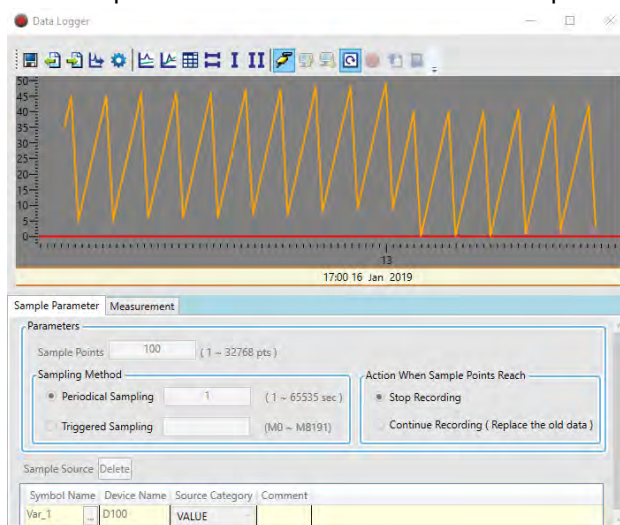 Data Logger
50
45
40
35
30
25
20
15
10
5
0
13
17:00 16 Jan 2019
Sample Parameter Measurement
Parameters
Sample Points 100 ( 1 ~ 32768 pts )
Sampling Method
Periodical Sampling 1 ( 1 ~ 65535 sec )
Triggered Sampling (M0 ~ M8191)
Action When Sample Points Reach
Stop Recording
Continue Recording ( Replace the old data )
Sample Source Delete
Symbol Name Device Name Source Category Comment
Var_1 ... D100 VALUE